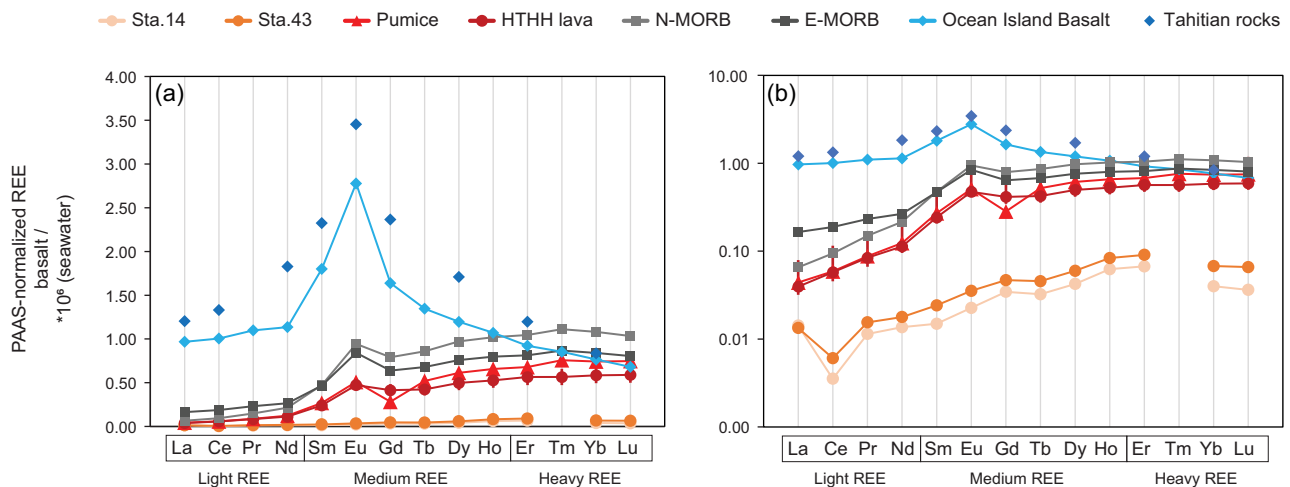 Sta.14 Sta.43 Pumice HTHH lava N-MORB E-MORB Ocean Island Basalt Tahitian rocks
PAAS-normalized REE
basalt /
*10⁶ (seawater)
(a)
4.00
3.50
3.00
2.50
2.00
1.50
1.00
0.50
0.00
La Ce Pr Nd Sm Eu Gd Tb Dy Ho Er Tm Yb Lu
Light REE Medium REE Heavy REE
(b)
10.00
1.00
0.10
0.01
0.00
La Ce Pr Nd Sm Eu Gd Tb Dy Ho Er Tm Yb Lu
Light REE Medium REE Heavy REE